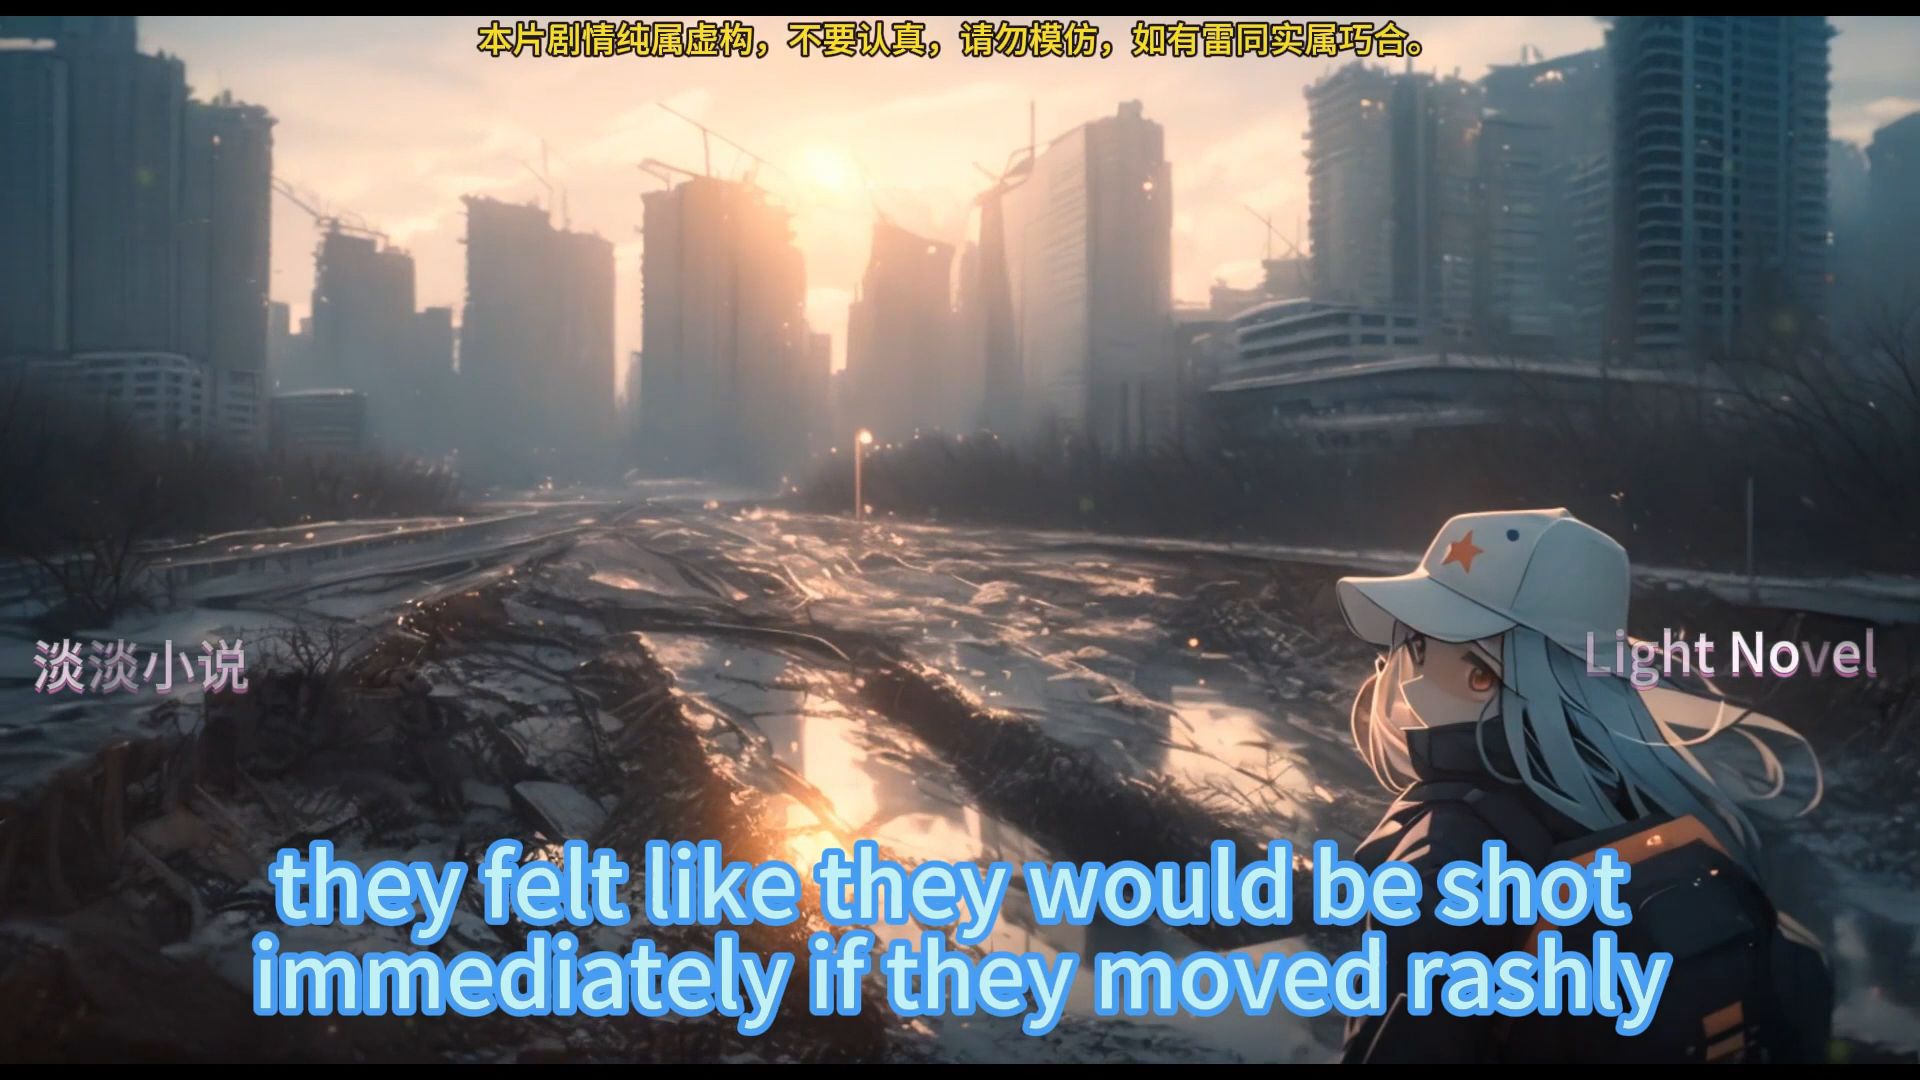 本片剧情纯属虚构，不要认真，请勿模仿，如有雷同实属巧合。
淡淡小说
Light Novel
they felt like they would be shot
immediately if they moved rashly